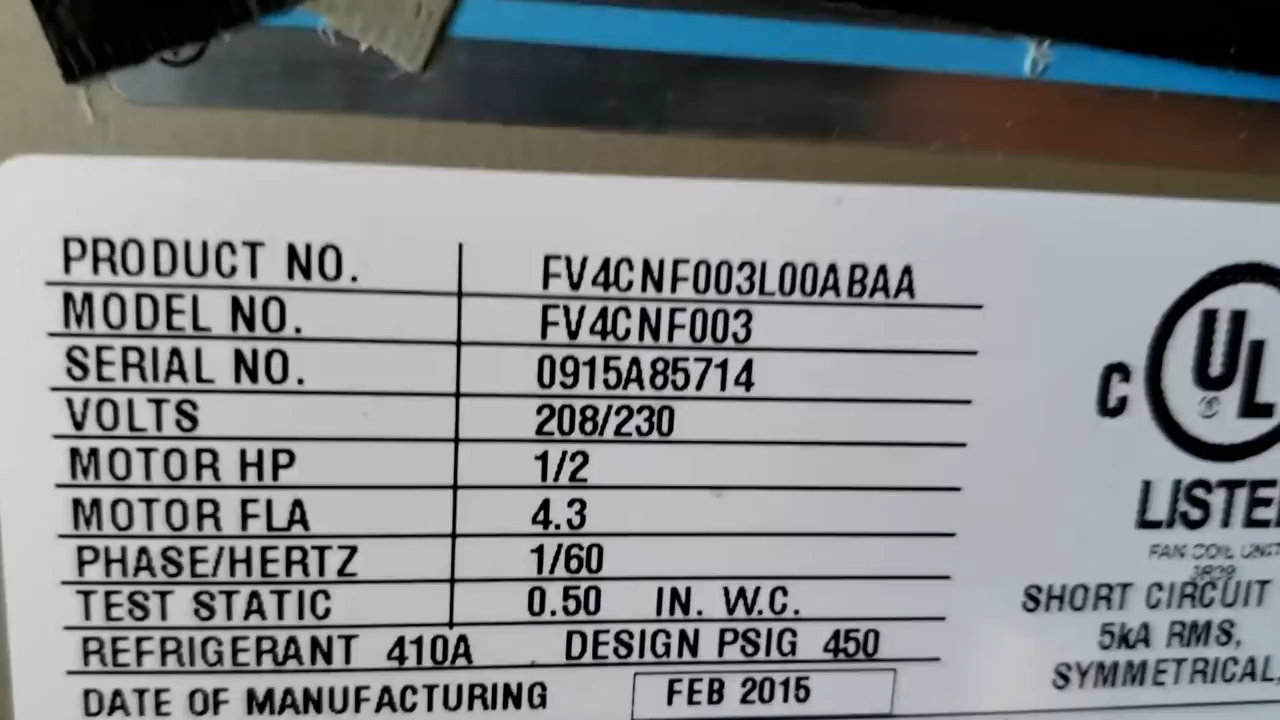 PRODUCT NO. FV4CNF003L00ABAA
MODEL NO. FV4CNF003
SERIAL NO. 0915A85714
VOLTS 208/230
MOTOR HP 1/2
MOTOR FLA 4.3
PHASE/HERTZ 1/60
TEST STATIC 0.50 IN. W.C.
REFRIGERANT 410A DESIGN PSIG 450
DATE OF MANUFACTURING FEB 2015
C UL
LISTE
FAN COIL UNIT
SHORT CIRCUIT
5kA RMS,
SYMMETRICAL,